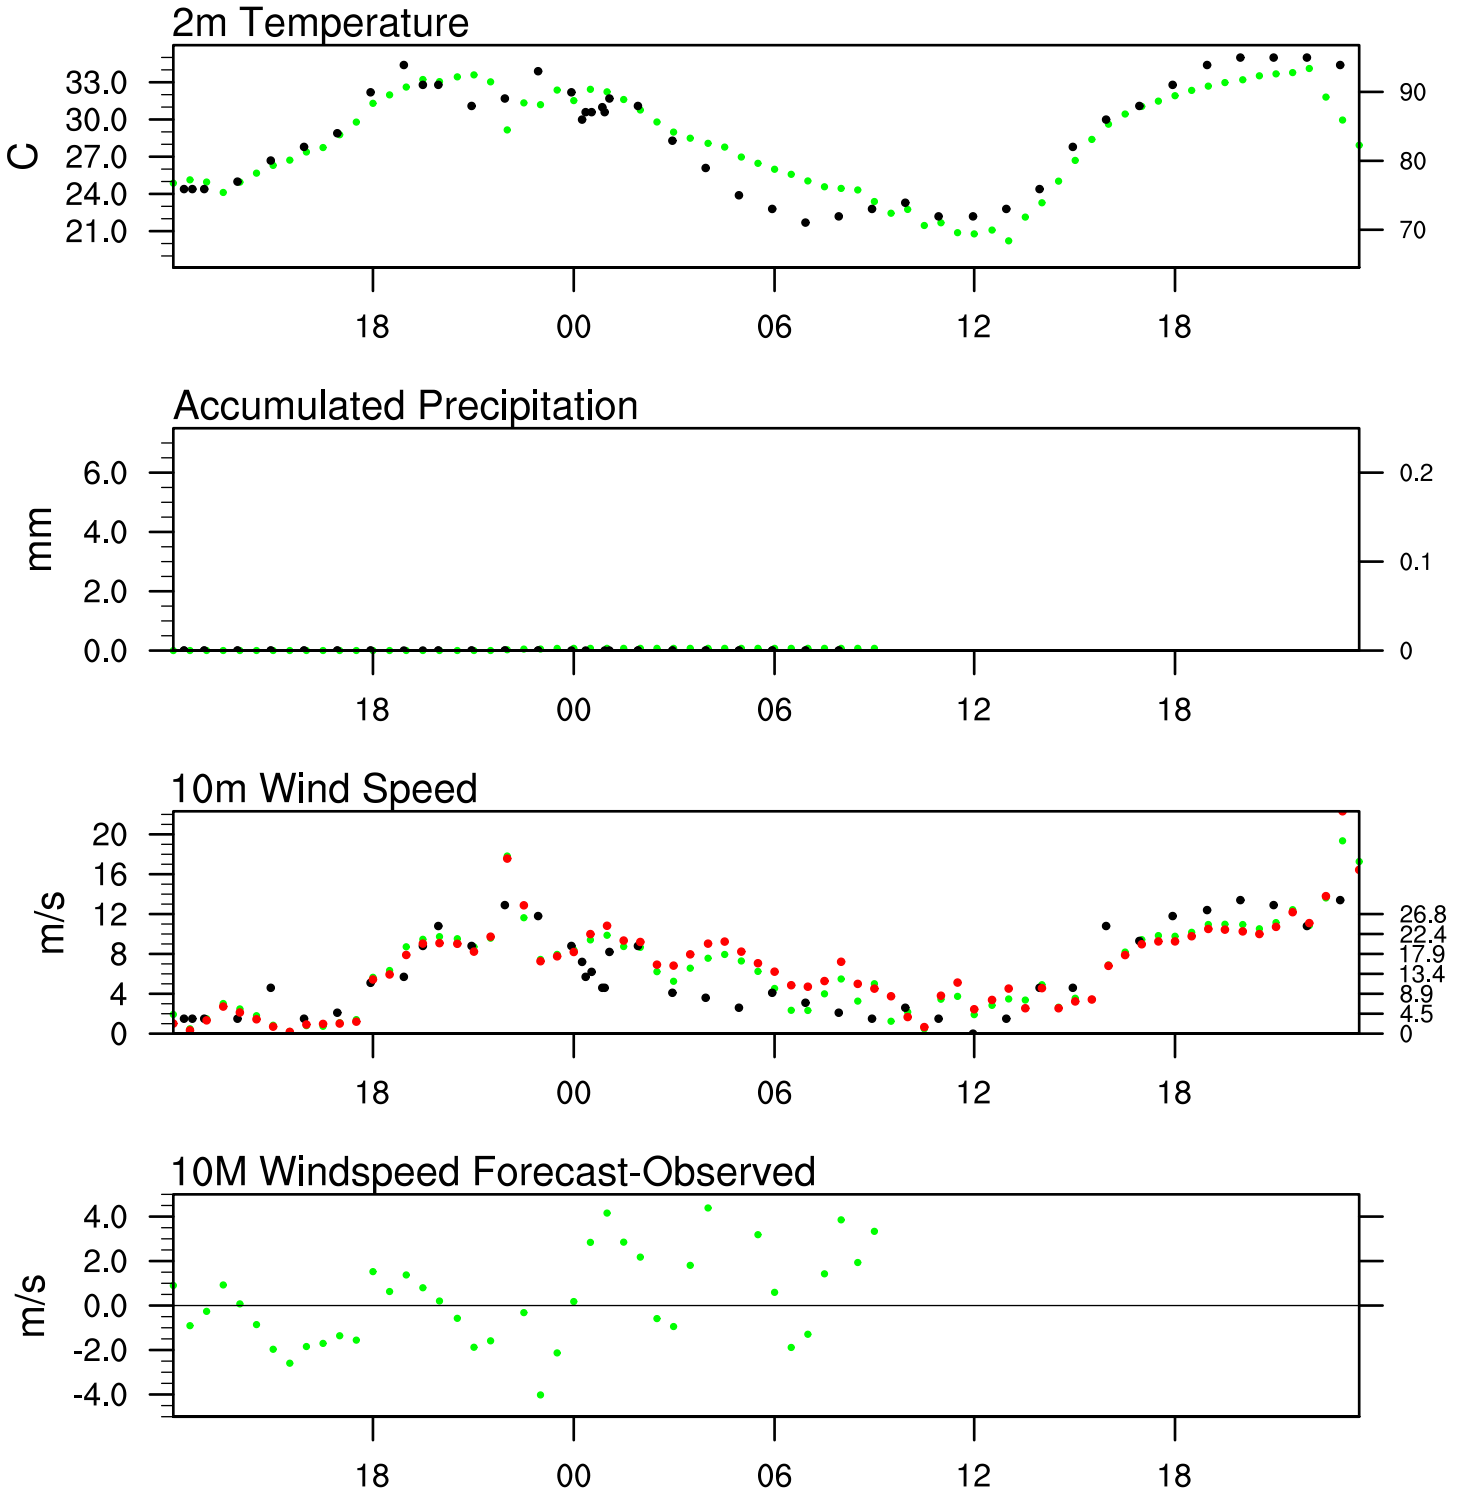 2m Temperature
33.0
30.0
27.0
24.0
21.0
C
90
80
70
18 00 06 12 18
Accumulated Precipitation
6.0
4.0
2.0
0.0
mm
0.2
0.1
0
18 00 06 12 18
10m Wind Speed
20
16
12
8
4
0
m/s
26.8
22.4
17.9
13.4
8.9
4.5
0
18 00 06 12 18
10M Windspeed Forecast-Observed
4.0
2.0
0.0
-2.0
-4.0
m/s
18 00 06 12 18